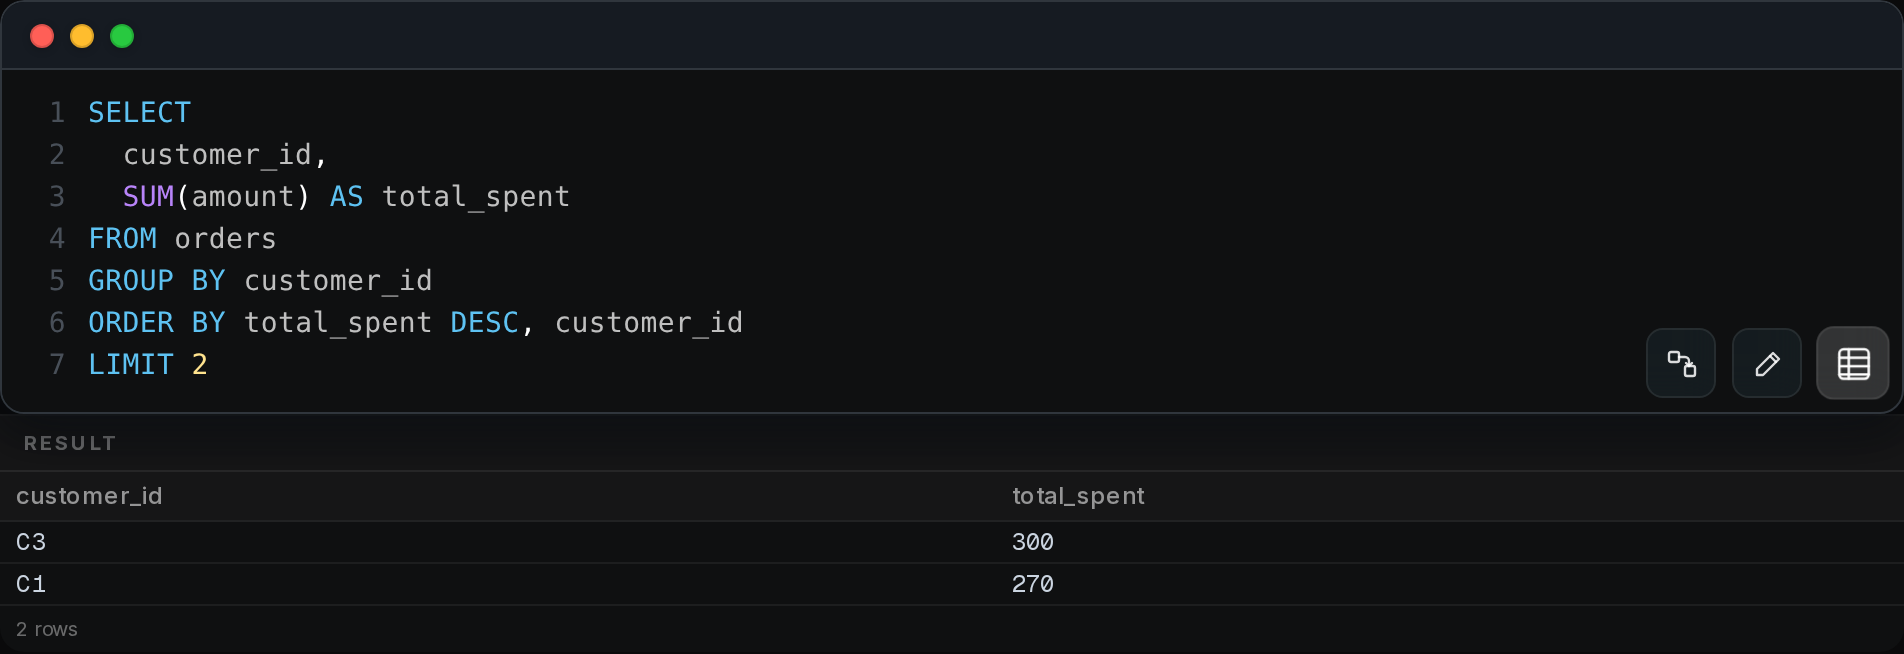 1 SELECT
2   customer_id,
3   SUM(amount) AS total_spent
4 FROM orders
5 GROUP BY customer_id
6 ORDER BY total_spent DESC, customer_id
7 LIMIT 2
RESULT
customer_id total_spent
C3 300
C1 270
2 rows